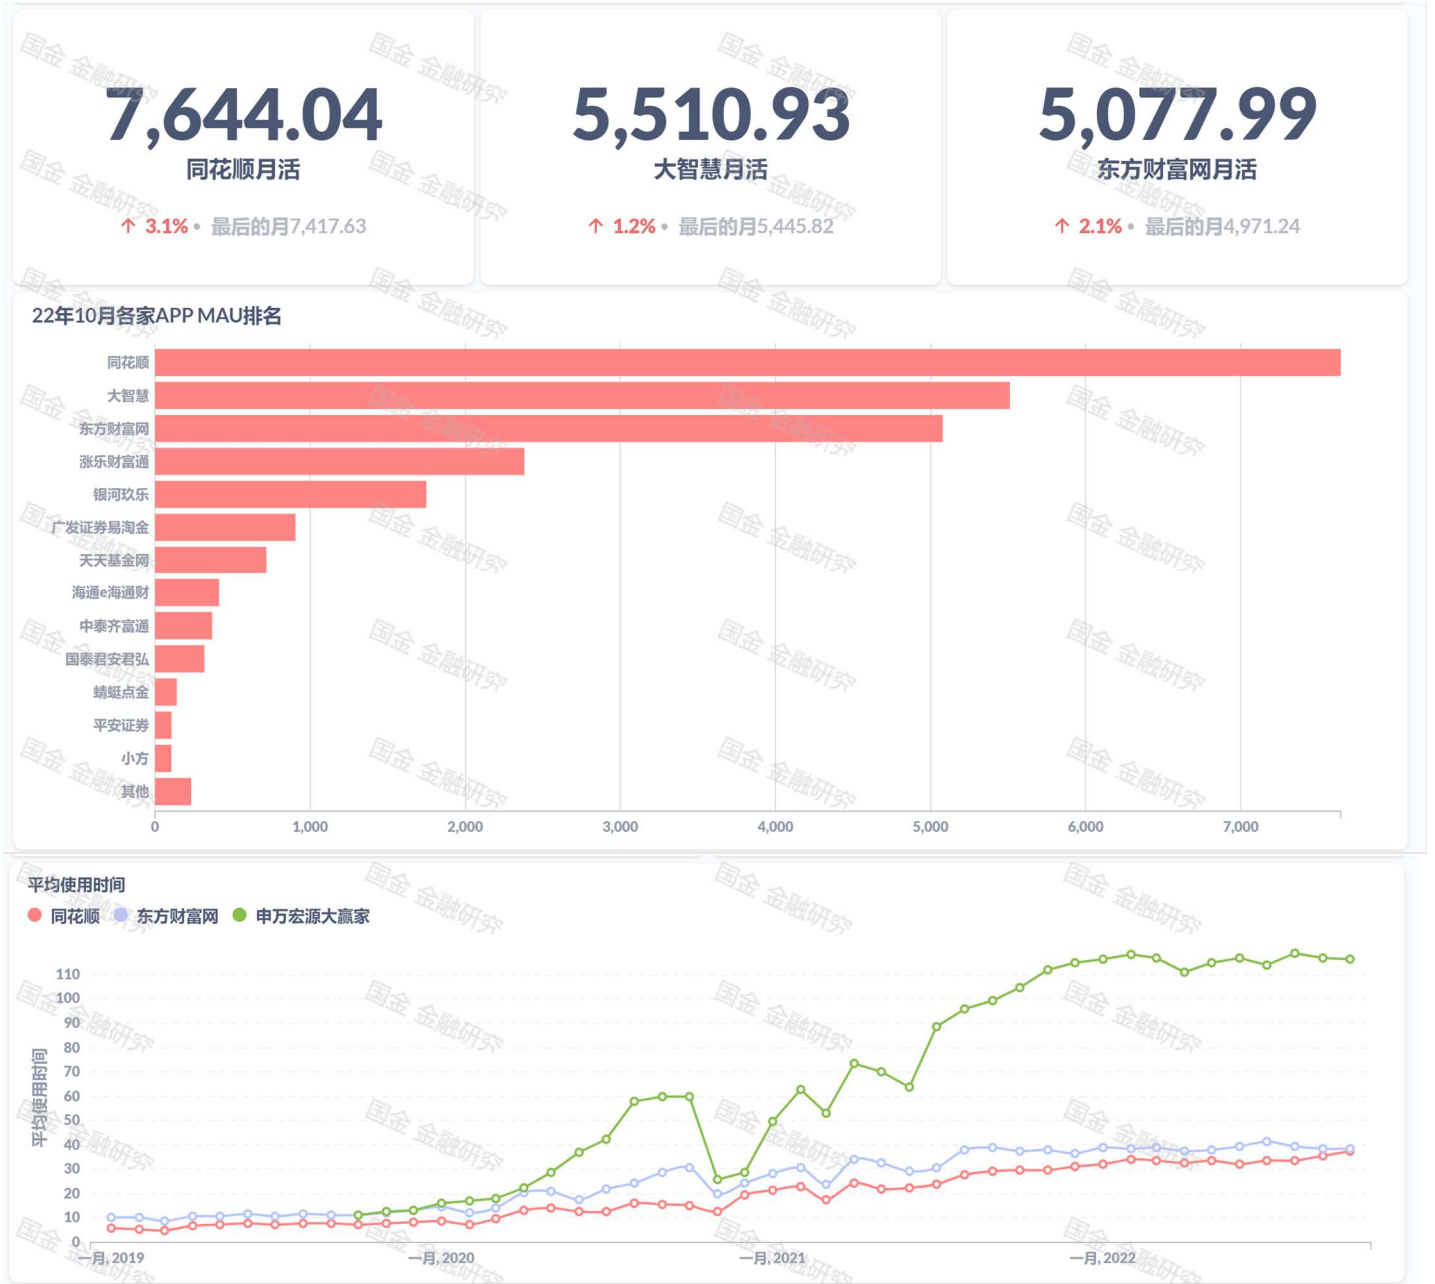 7,644.04
同花顺月活
↑ 3.1% • 最后的月7,417.63
5,510.93
大智慧月活
↑ 1.2% • 最后的月5,445.82
5,077.99
东方财富网月活
↑ 2.1% • 最后的月4,971.24
22年10月各家APP MAU排名
同花顺
大智慧
东方财富网
涨乐财富通
银河玖乐
广发证券易淘金
天天基金网
海通e海通财
中泰齐富通
国泰君安君弘
蜻蜓点金
平安证券
小方
其他
0 1,000 2,000 3,000 4,000 5,000 6,000 7,000
平均使用时间
同花顺 东方财富网 申万宏源大赢家
平均使用时间
110
100
90
80
70
60
50
40
30
20
10
0
一月, 2019 一月, 2020 一月, 2021 一月, 2022
国金 金融研究